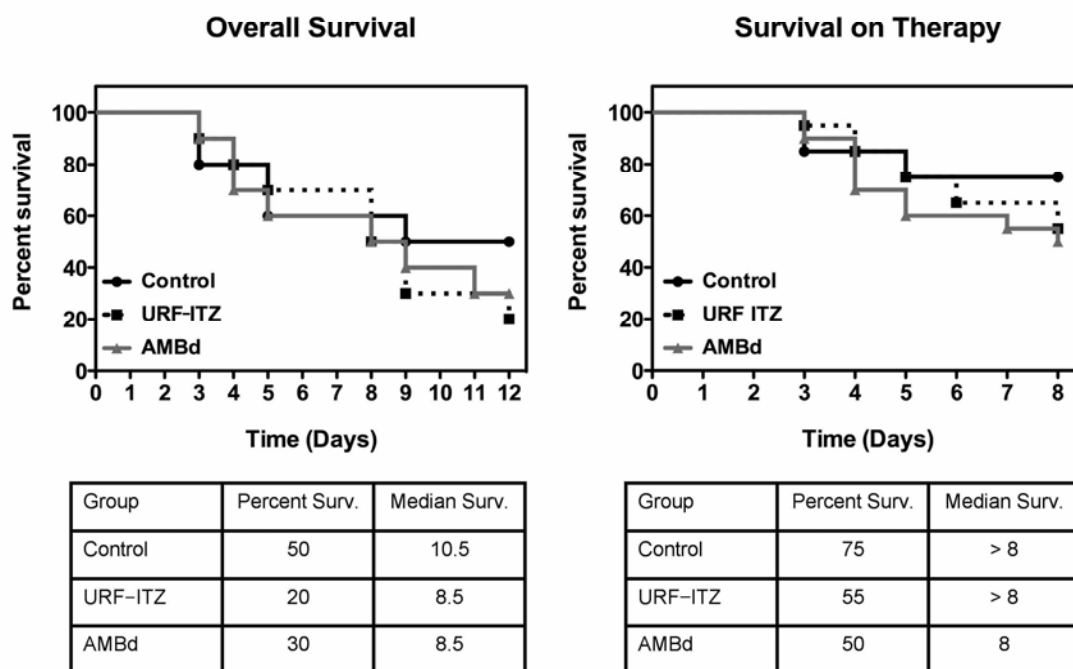 Overall Survival
Percent survival
100
80
60
40
20
0
Control
URF-ITZ
AMBd
0 1 2 3 4 5 6 7 8 9 10 11 12
Time (Days)
Group Percent Surv. Median Surv.
Control 50 10.5
URF-ITZ 20 8.5
AMBd 30 8.5
Survival on Therapy
Percent survival
100
80
60
40
20
0
Control
URF ITZ
AMBd
0 1 2 3 4 5 6 7 8
Time (Days)
Group Percent Surv. Median Surv.
Control 75 > 8
URF-ITZ 55 > 8
AMBd 50 8